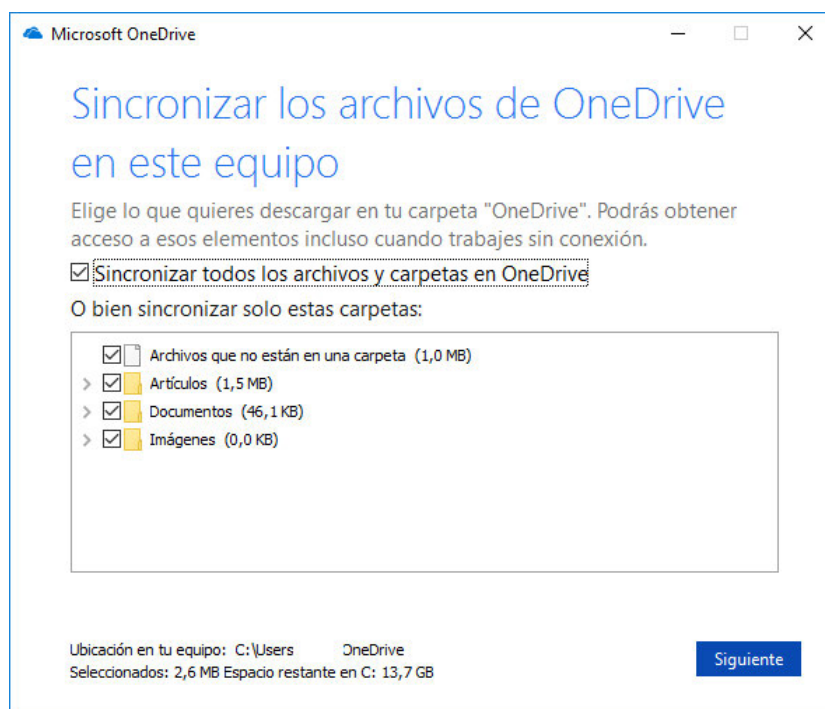 Microsoft OneDrive
Sincronizar los archivos de OneDrive
en este equipo
Elige lo que quieres descargar en tu carpeta "OneDrive". Podrás obtener
acceso a esos elementos incluso cuando trabajes sin conexión.
Sincronizar todos los archivos y carpetas en OneDrive
O bien sincronizar solo estas carpetas:
Archivos que no están en una carpeta (1,0 MB)
Artículos (1,5 MB)
Documentos (46,1 KB)
Imágenes (0,0 KB)
Ubicación en tu equipo: C:\Users OneDrive
Seleccionados: 2,6 MB Espacio restante en C: 13,7 GB
Siguiente